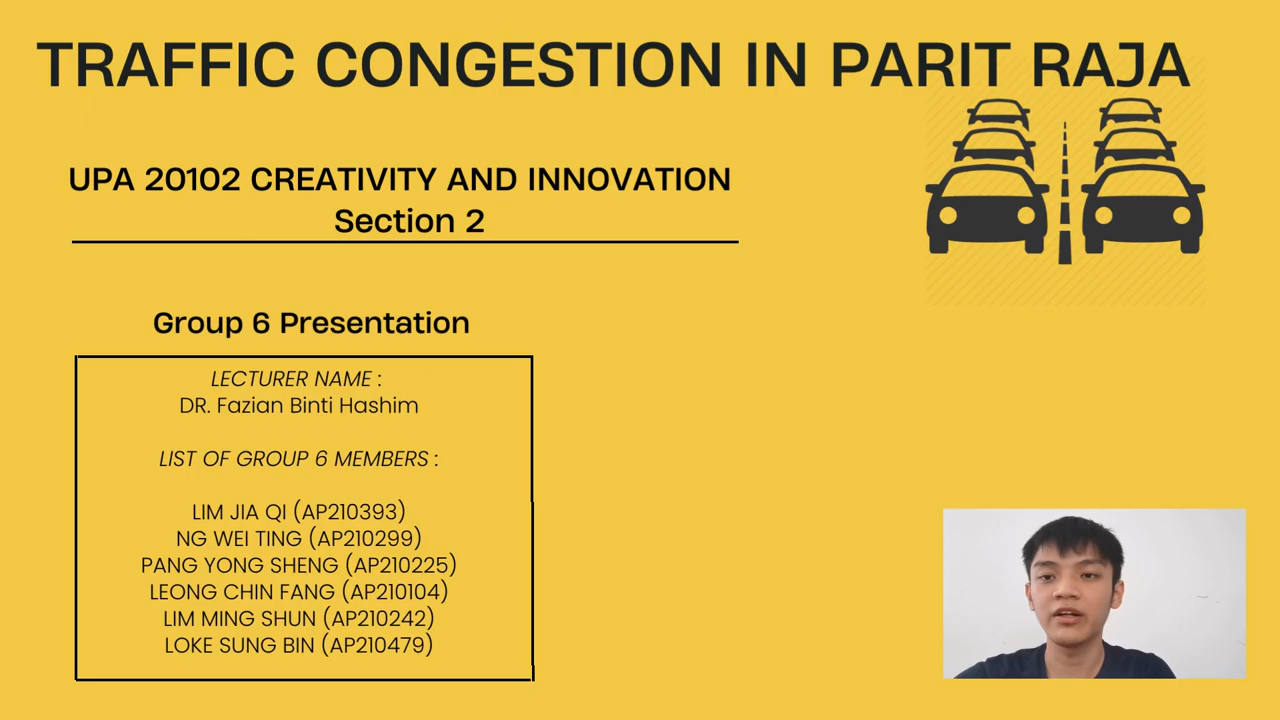 TRAFFIC CONGESTION IN PARIT RAJA
UPA 20102 CREATIVITY AND INNOVATION
Section 2
Group 6 Presentation
LECTURER NAME :
DR. Fazian Binti Hashim
LIST OF GROUP 6 MEMBERS :
LIM JIA QI (AP210393)
NG WEI TING (AP210299)
PANG YONG SHENG (AP210225)
LEONG CHIN FANG (AP210104)
LIM MING SHUN (AP210242)
LOKE SUNG BIN (AP210479)